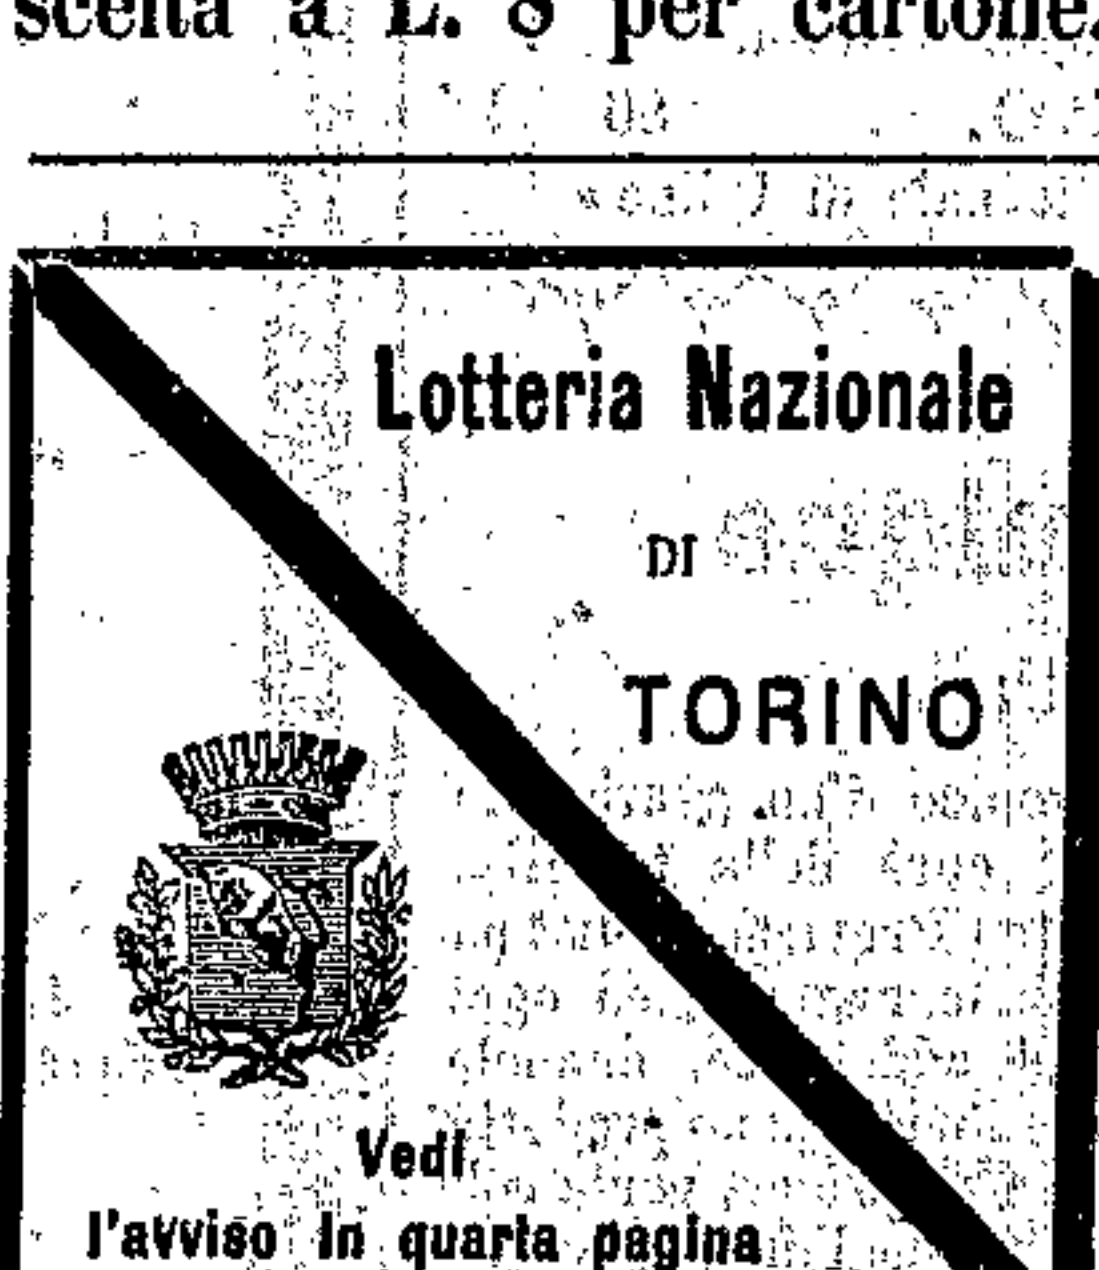 scelta a L. 8 per cartone.
Lotteria Nazionale
DI
TORINO
Vedi
l'avviso in quarta pagina